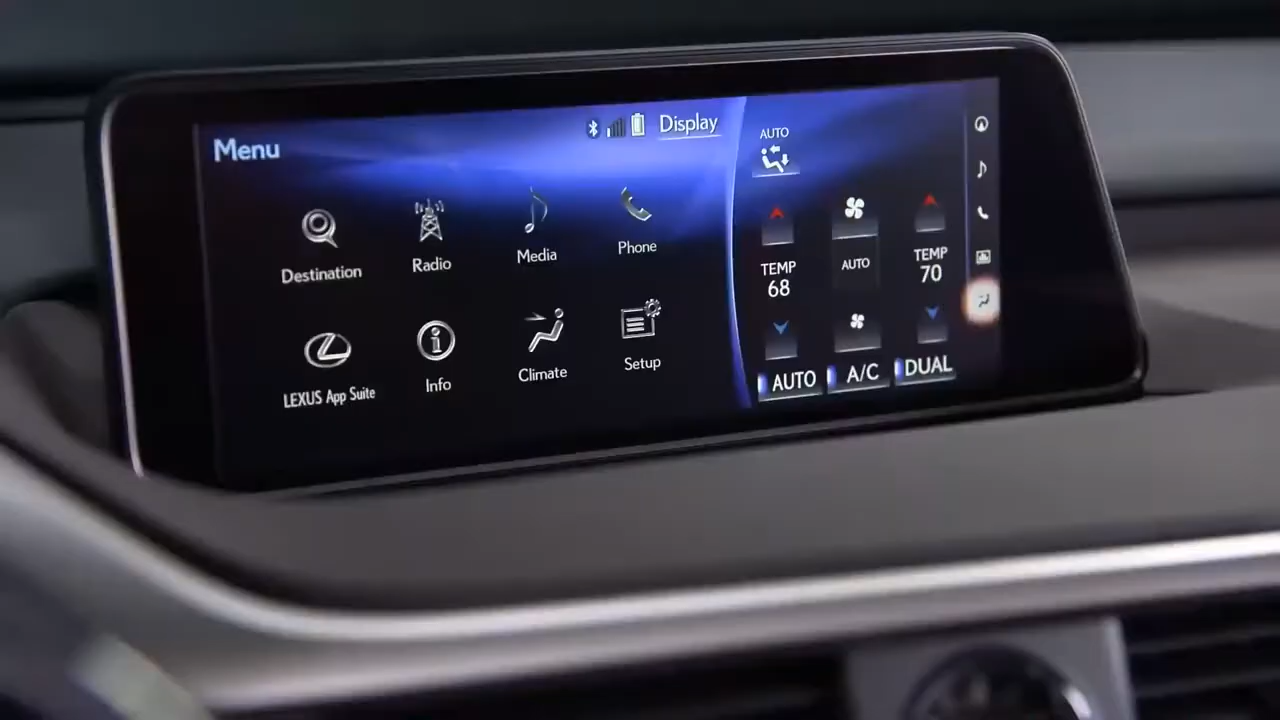 Menu
Display
Destination
Radio
Media
Phone
LEXUS App Suite
Info
Climate
Setup
AUTO
TEMP
68
AUTO
TEMP
70
AUTO
A/C
DUAL